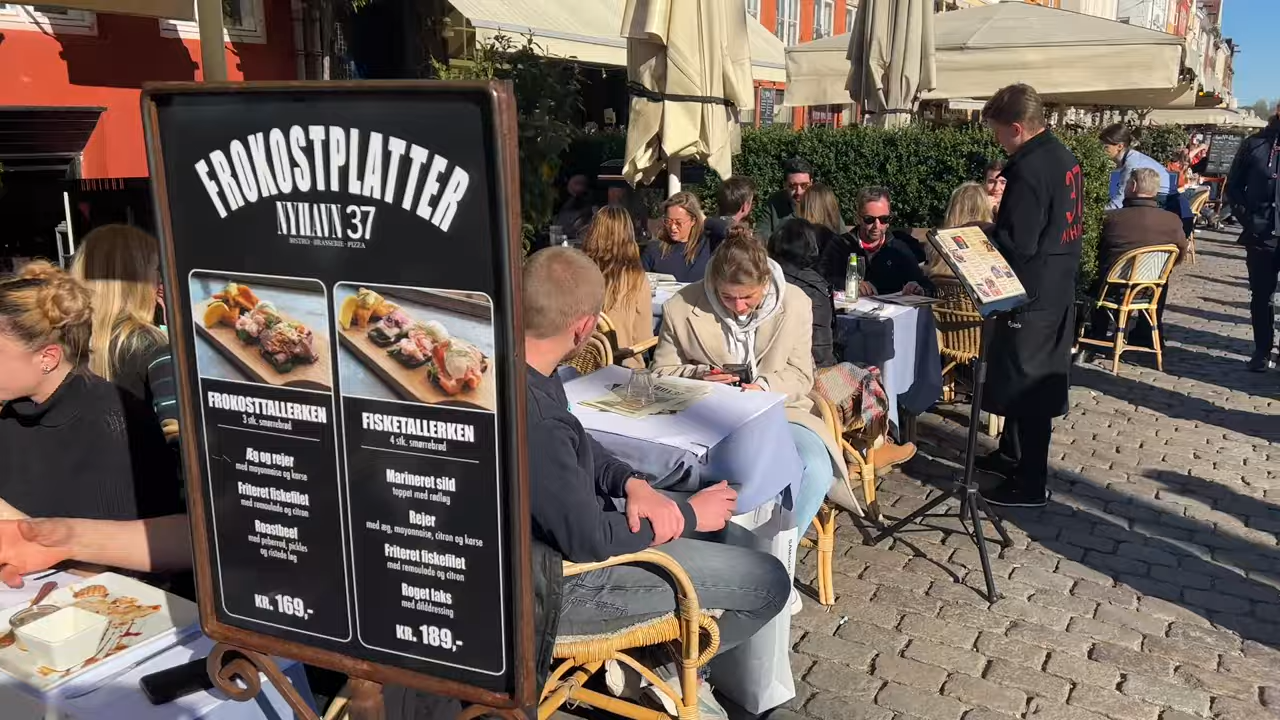 FROKOSTPLATTER
NYHAVN 37
BISTRO · BRASSERIE · PIZZA
FROKOSTTALLERKEN
3 stk. smørrebrød
Æg og rejer
med mayonnaise og karse
Friteret fiskefilet
med remoulade og citron
Roastbeef
med peberrod, pickles
og ristede løg
KR. 169,-
FISKETALLERKEN
4 stk. smørrebrød
Marineret sild
toppet med rødløg
Rejer
med æg, mayonnaise, citron og karse
Friteret fiskefilet
med remoulade og citron
Røget laks
med dilddressing
KR. 189,-
37